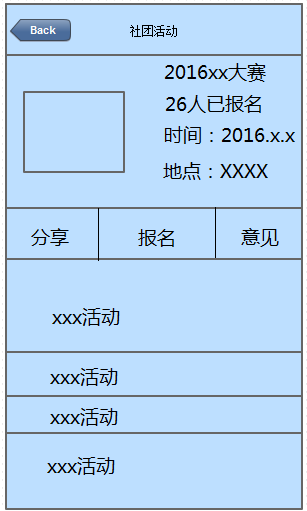 Back 社团活动
2016xx大赛
26人已报名
时间：2016.x.x
地点：XXXX
分享 报名 意见
xxx活动
xxx活动
xxx活动
xxx活动